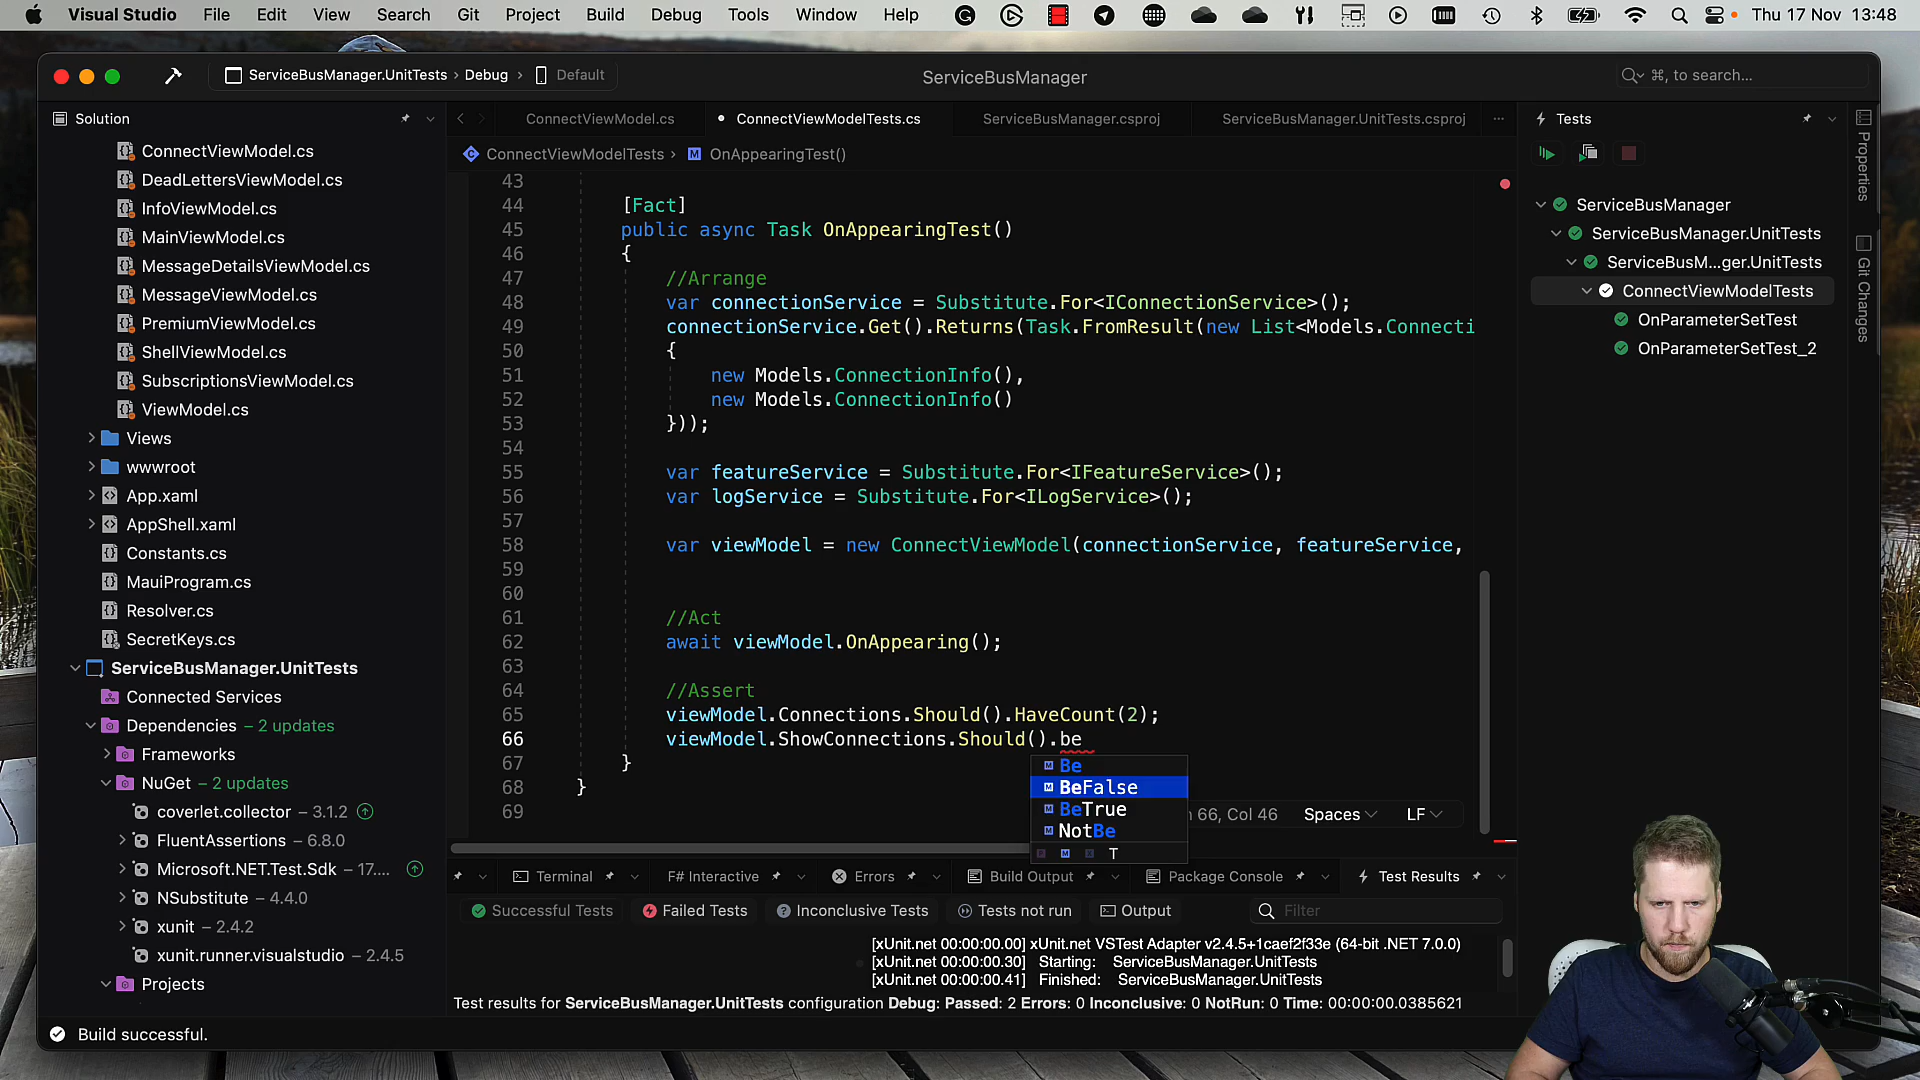 Visual Studio File Edit View Search Git Project Build Debug Tools Window Help Thu 17 Nov 13:48
ServiceBusManager.UnitTests › Debug › Default
ServiceBusManager
⌘, to search...
Solution
ConnectViewModel.cs
DeadLettersViewModel.cs
InfoViewModel.cs
MainViewModel.cs
MessageDetailsViewModel.cs
MessageViewModel.cs
PremiumViewModel.cs
ShellViewModel.cs
SubscriptionsViewModel.cs
ViewModel.cs
Views
wwwroot
App.xaml
AppShell.xaml
Constants.cs
MauiProgram.cs
Resolver.cs
SecretKeys.cs
ServiceBusManager.UnitTests
Connected Services
Dependencies – 2 updates
Frameworks
NuGet – 2 updates
coverlet.collector – 3.1.2
FluentAssertions – 6.8.0
Microsoft.NET.Test.Sdk – 17....
NSubstitute – 4.4.0
xunit – 2.4.2
xunit.runner.visualstudio – 2.4.5
Projects
ConnectViewModel.cs ConnectViewModelTests.cs ServiceBusManager.csproj ServiceBusManager.UnitTests.csproj ...
ConnectViewModelTests › M OnAppearingTest()
43
44 [Fact]
45 public async Task OnAppearingTest()
46 {
47 //Arrange
48 var connectionService = Substitute.For<IConnectionService>();
49 connectionService.Get().Returns(Task.FromResult(new List<Models.Connecti
50 {
51 new Models.ConnectionInfo(),
52 new Models.ConnectionInfo()
53 }));
54
55 var featureService = Substitute.For<IFeatureService>();
56 var logService = Substitute.For<ILogService>();
57
58 var viewModel = new ConnectViewModel(connectionService, featureService,
59
60
61 //Act
62 await viewModel.OnAppearing();
63
64 //Assert
65 viewModel.Connections.Should().HaveCount(2);
66 viewModel.ShowConnections.Should().be
67 }
68 }
69
Be
BeFalse
BeTrue
NotBe
T
66, Col 46 Spaces LF
Terminal F# Interactive Errors Build Output Package Console Test Results
Successful Tests Failed Tests Inconclusive Tests Tests not run Output Filter
[xUnit.net 00:00:00.00] xUnit.net VSTest Adapter v2.4.5+1caef2f33e (64-bit .NET 7.0.0)
[xUnit.net 00:00:00.30] Starting: ServiceBusManager.UnitTests
[xUnit.net 00:00:00.41] Finished: ServiceBusManager.UnitTests
Test results for ServiceBusManager.UnitTests configuration Debug: Passed: 2 Errors: 0 Inconclusive: 0 NotRun: 0 Time: 00:00:00.0385621
Tests
ServiceBusManager
ServiceBusManager.UnitTests
ServiceBusM...ger.UnitTests
ConnectViewModelTests
OnParameterSetTest
OnParameterSetTest_2
Properties
Git Changes
Build successful.